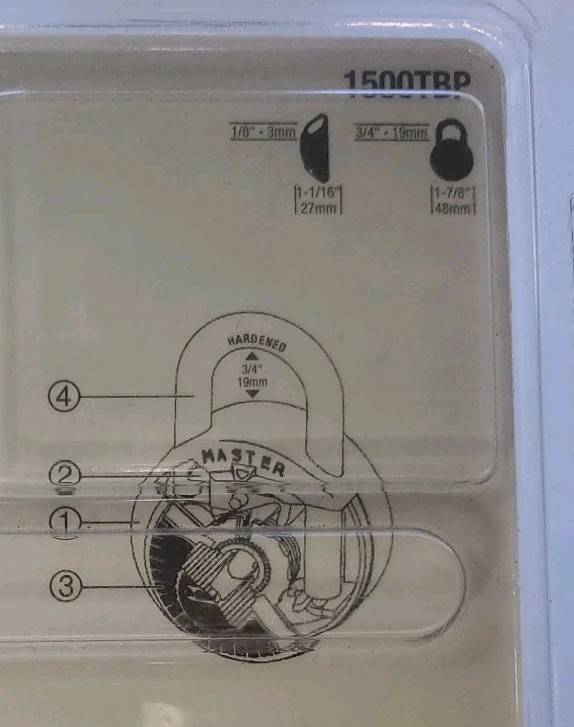 1500TBP
1/8" • 3mm
3/4" • 19mm
1-1/16"
27mm
1-7/8"
48mm
HARDENED
3/4"
19mm
4
MASTER
2
1
3